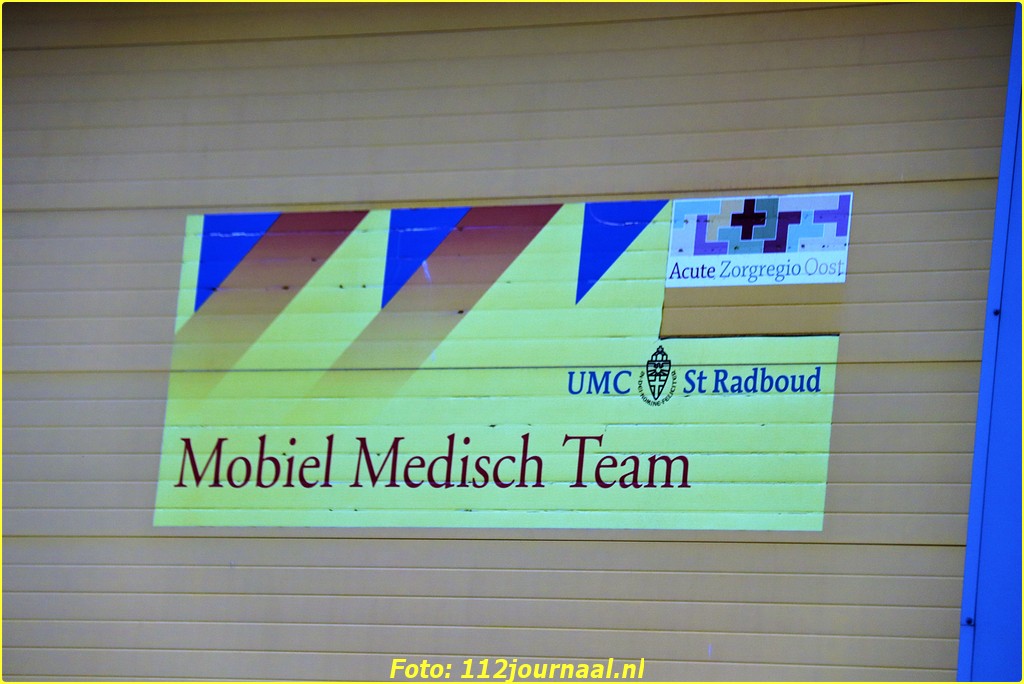 Acute Zorgregio Oost
UMC St Radboud
Mobiel Medisch Team
Foto: 112journaal.nl